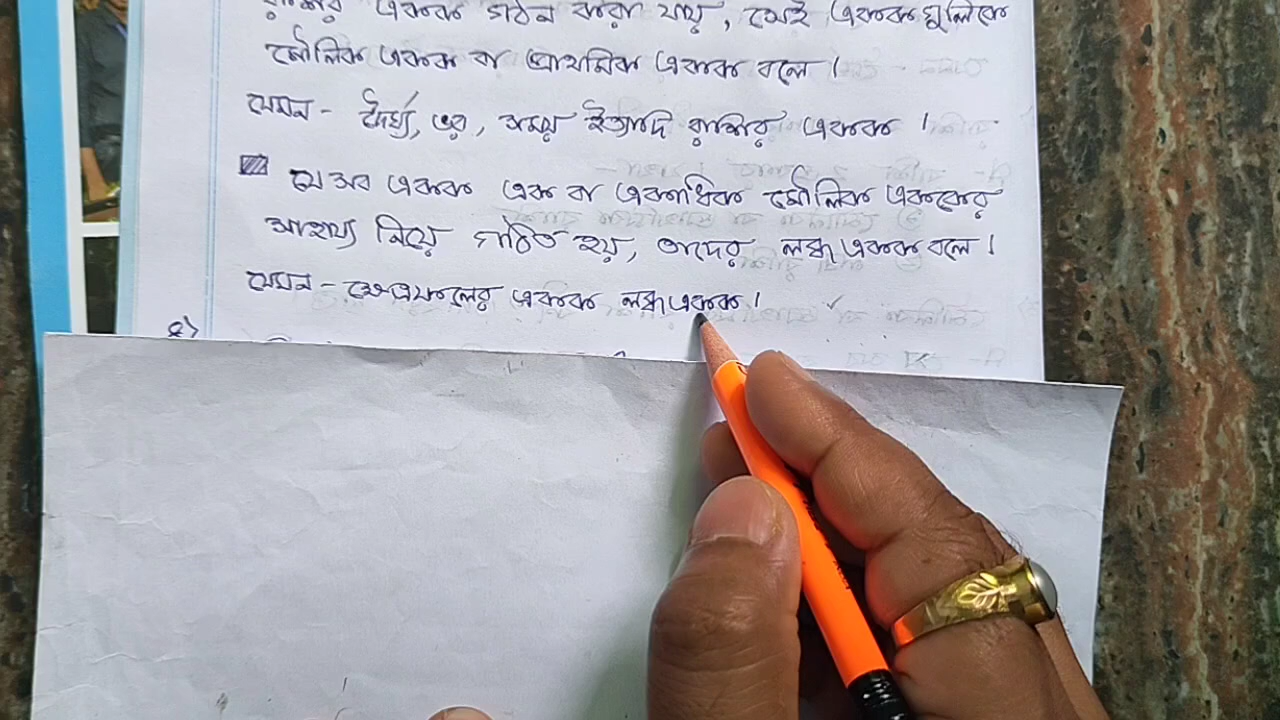 রাশির একক গঠন করা যায়, সেই এককগুলিকে
মৌলিক একক বা প্রাথমিক একক বলে।
যেমন - দৈর্ঘ্য, ভর, সময় ইত্যাদি রাশির একক।
যে সব একক এক বা একাধিক মৌলিক এককের
সাহায্য নিয়ে গঠিত হয়, তাদের লব্ধ একক বলে।
যেমন - ক্ষেত্রফলের একক লব্ধ একক।